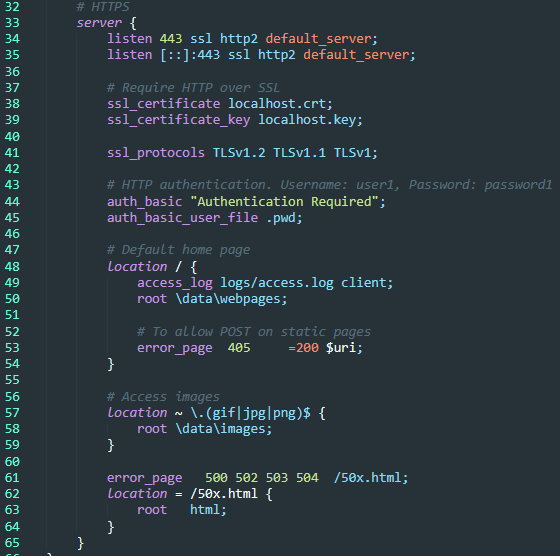 32 # HTTPS
33 server {
34 listen 443 ssl http2 default_server;
35 listen [::]:443 ssl http2 default_server;
36
37 # Require HTTP over SSL
38 ssl_certificate localhost.crt;
39 ssl_certificate_key localhost.key;
40
41 ssl_protocols TLSv1.2 TLSv1.1 TLSv1;
42
43 # HTTP authentication. Username: user1, Password: password1
44 auth_basic "Authentication Required";
45 auth_basic_user_file .pwd;
46
47 # Default home page
48 location / {
49 access_log logs/access.log client;
50 root \data\webpages;
51
52 # To allow POST on static pages
53 error_page  405     =200 $uri;
54 }
55
56 # Access images
57 location ~ \.(gif|jpg|png)$ {
58 root \data\images;
59 }
60
61 error_page   500 502 503 504  /50x.html;
62 location = /50x.html {
63 root   html;
64 }
65 }